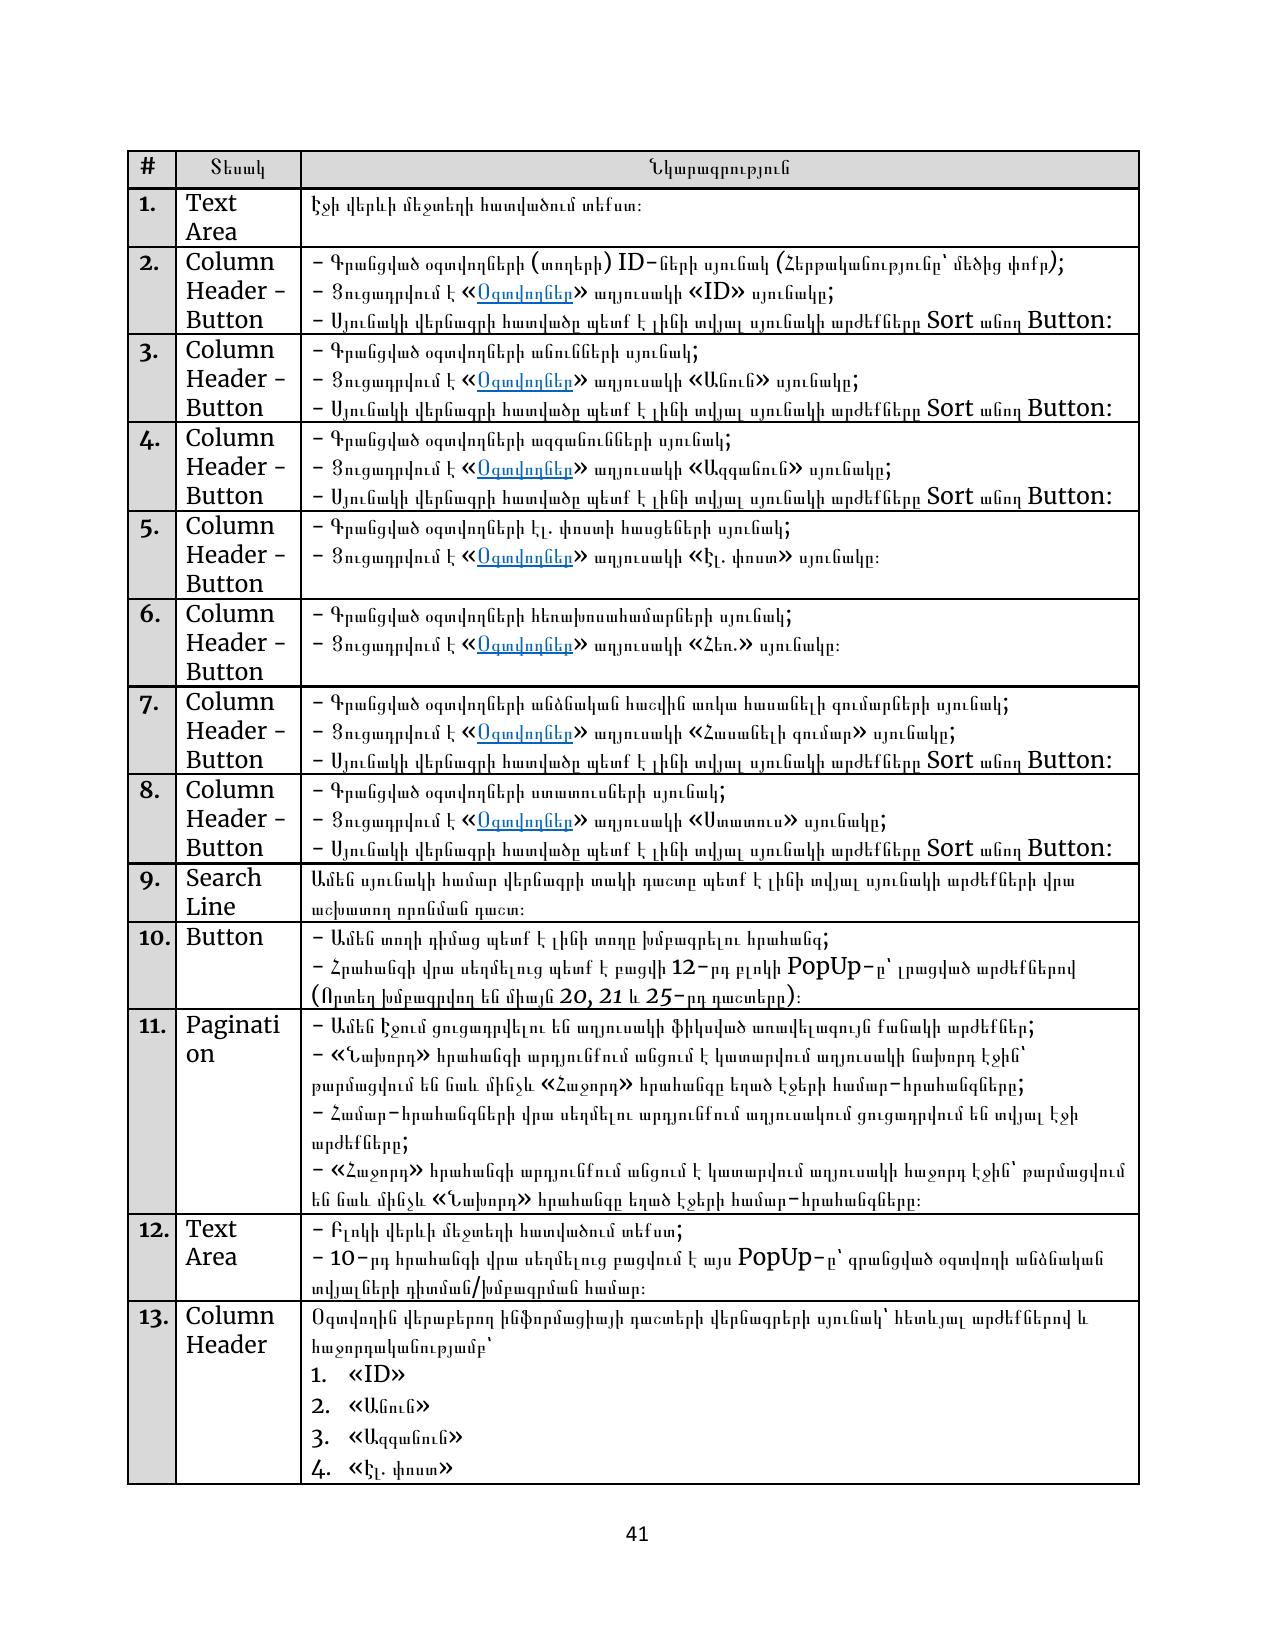 # Տեսակ Նկարագրություն
1. Text Էջի վերևի մեջտեղի հատվածում տեքստ:
Area
2. Column – Գրանցված օգտվողների (տողերի) ID-ների սյունակ (Հերթականությունը՝ մեծից փոքր);
Header – – Ցուցադրվում է «Օգտվողներ» աղյուսակի «ID» սյունակը;
Button – Սյունակի վերնագրի հատվածը պետք է լինի տվյալ սյունակի արժեքները Sort անող Button:
3. Column – Գրանցված օգտվողների անունների սյունակ;
Header – – Ցուցադրվում է «Օգտվողներ» աղյուսակի «Անուն» սյունակը;
Button – Սյունակի վերնագրի հատվածը պետք է լինի տվյալ սյունակի արժեքները Sort անող Button:
4. Column – Գրանցված օգտվողների ազգանունների սյունակ;
Header – – Ցուցադրվում է «Օգտվողներ» աղյուսակի «Ազգանուն» սյունակը;
Button – Սյունակի վերնագրի հատվածը պետք է լինի տվյալ սյունակի արժեքները Sort անող Button:
5. Column – Գրանցված օգտվողների էլ. փոստի հասցեների սյունակ;
Header – – Ցուցադրվում է «Օգտվողներ» աղյուսակի «Էլ. փոստ» սյունակը:
Button
6. Column – Գրանցված օգտվողների հեռախոսահամարների սյունակ;
Header – – Ցուցադրվում է «Օգտվողներ» աղյուսակի «Հեռ.» սյունակը:
Button
7. Column – Գրանցված օգտվողների անձնական հաշվին առկա հասանելի գումարների սյունակ;
Header – – Ցուցադրվում է «Օգտվողներ» աղյուսակի «Հասանելի գումար» սյունակը;
Button – Սյունակի վերնագրի հատվածը պետք է լինի տվյալ սյունակի արժեքները Sort անող Button:
8. Column – Գրանցված օգտվողների ստատուսների սյունակ;
Header – – Ցուցադրվում է «Օգտվողներ» աղյուսակի «Ստատուս» սյունակը;
Button – Սյունակի վերնագրի հատվածը պետք է լինի տվյալ սյունակի արժեքները Sort անող Button:
9. Search Ամեն սյունակի համար վերնագրի տակի դաշտը պետք է լինի տվյալ սյունակի արժեքների վրա
Line աշխատող որոնման դաշտ:
10. Button – Ամեն տողի դիմաց պետք է լինի տողը խմբագրելու հրահանգ;
– Հրահանգի վրա սեղմելուց պետք է բացվի 12-րդ բլոկի PopUp-ը՝ լրացված արժեքներով
(Որտեղ խմբագրվող են միայն 20, 21 և 25-րդ դաշտերը):
11. Paginati – Ամեն էջում ցուցադրվելու են աղյուսակի ֆիկսված առավելագույն քանակի արժեքներ;
on – «Նախորդ» հրահանգի արդյունքում անցում է կատարվում աղյուսակի նախորդ էջին՝
թարմացվում են նաև մինչև «Հաջորդ» հրահանգը եղած էջերի համար-հրահանգները;
– Համար-հրահանգների վրա սեղմելու արդյունքում աղյուսակում ցուցադրվում են տվյալ էջի
արժեքները;
– «Հաջորդ» հրահանգի արդյունքում անցում է կատարվում աղյուսակի հաջորդ էջին՝ թարմացվում
են նաև մինչև «Նախորդ» հրահանգը եղած էջերի համար-հրահանգները:
12. Text – Բլոկի վերևի մեջտեղի հատվածում տեքստ;
Area – 10-րդ հրահանգի վրա սեղմելուց բացվում է այս PopUp-ը՝ գրանցված օգտվողի անձնական
տվյալների դիտման/խմբագրման համար:
13. Column Օգտվողին վերաբերող ինֆորմացիայի դաշտերի վերնագրերի սյունակ՝ հետևյալ արժեքներով և
Header հաջորդականությամբ՝
1. «ID»
2. «Անուն»
3. «Ազգանուն»
4. «Էլ. փոստ»
41